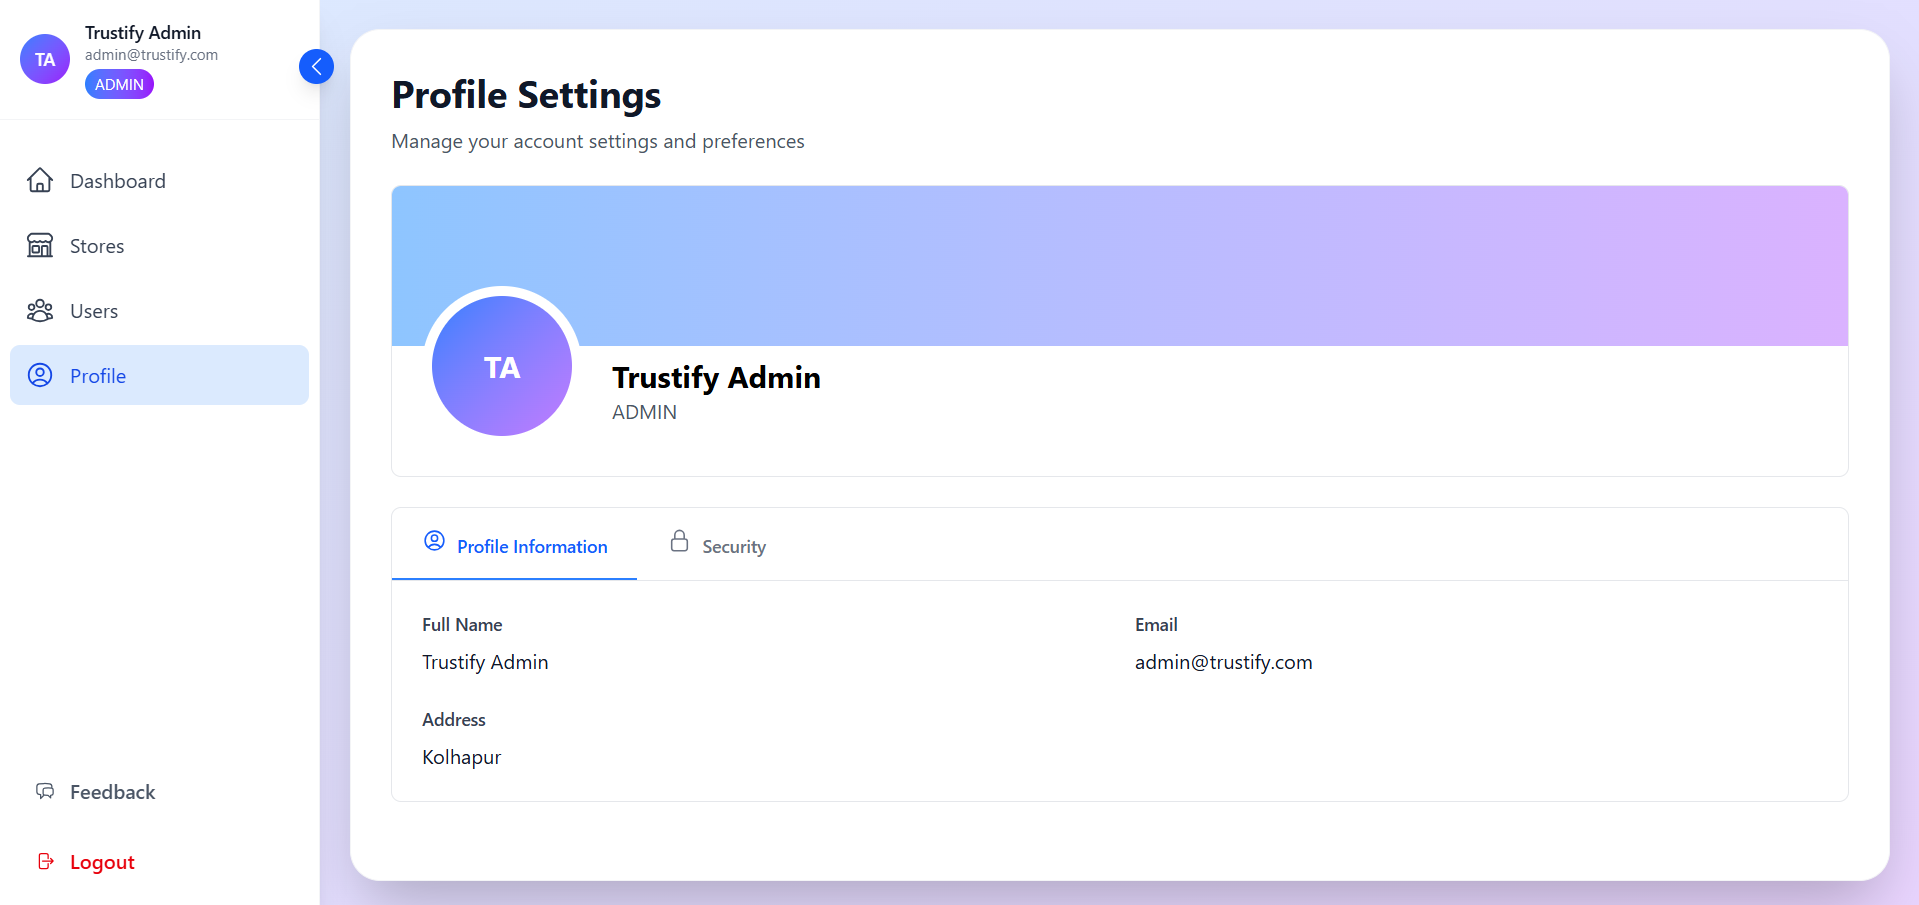 TA
Trustify Admin
admin@trustify.com
ADMIN
Dashboard
Stores
Users
Profile
Feedback
Logout
Profile Settings
Manage your account settings and preferences
TA
Trustify Admin
ADMIN
Profile Information
Security
Full Name
Trustify Admin
Email
admin@trustify.com
Address
Kolhapur